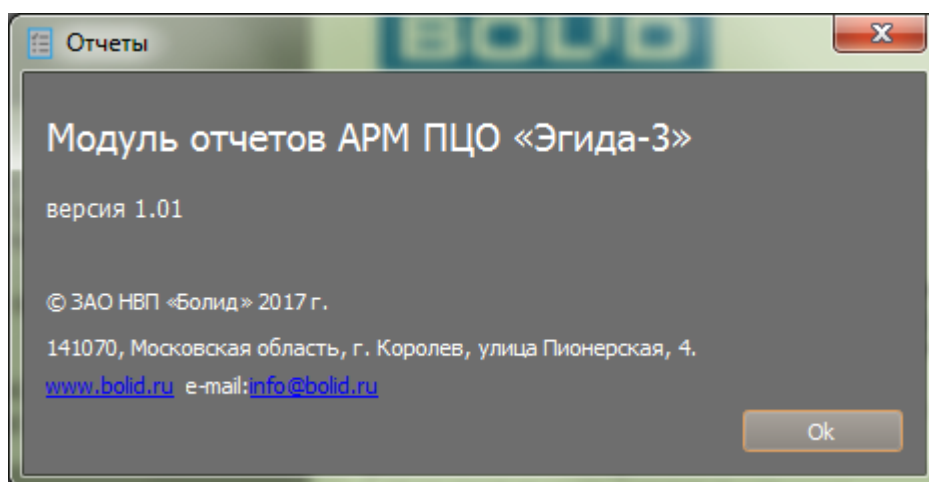 BOLID
Отчеты
Модуль отчетов АРМ ПЦО «Эгида-3»
версия 1.01
© ЗАО НВП «Болид» 2017 г.
141070, Московская область, г. Королев, улица Пионерская, 4.
www.bolid.ru e-mail:info@bolid.ru
Ok